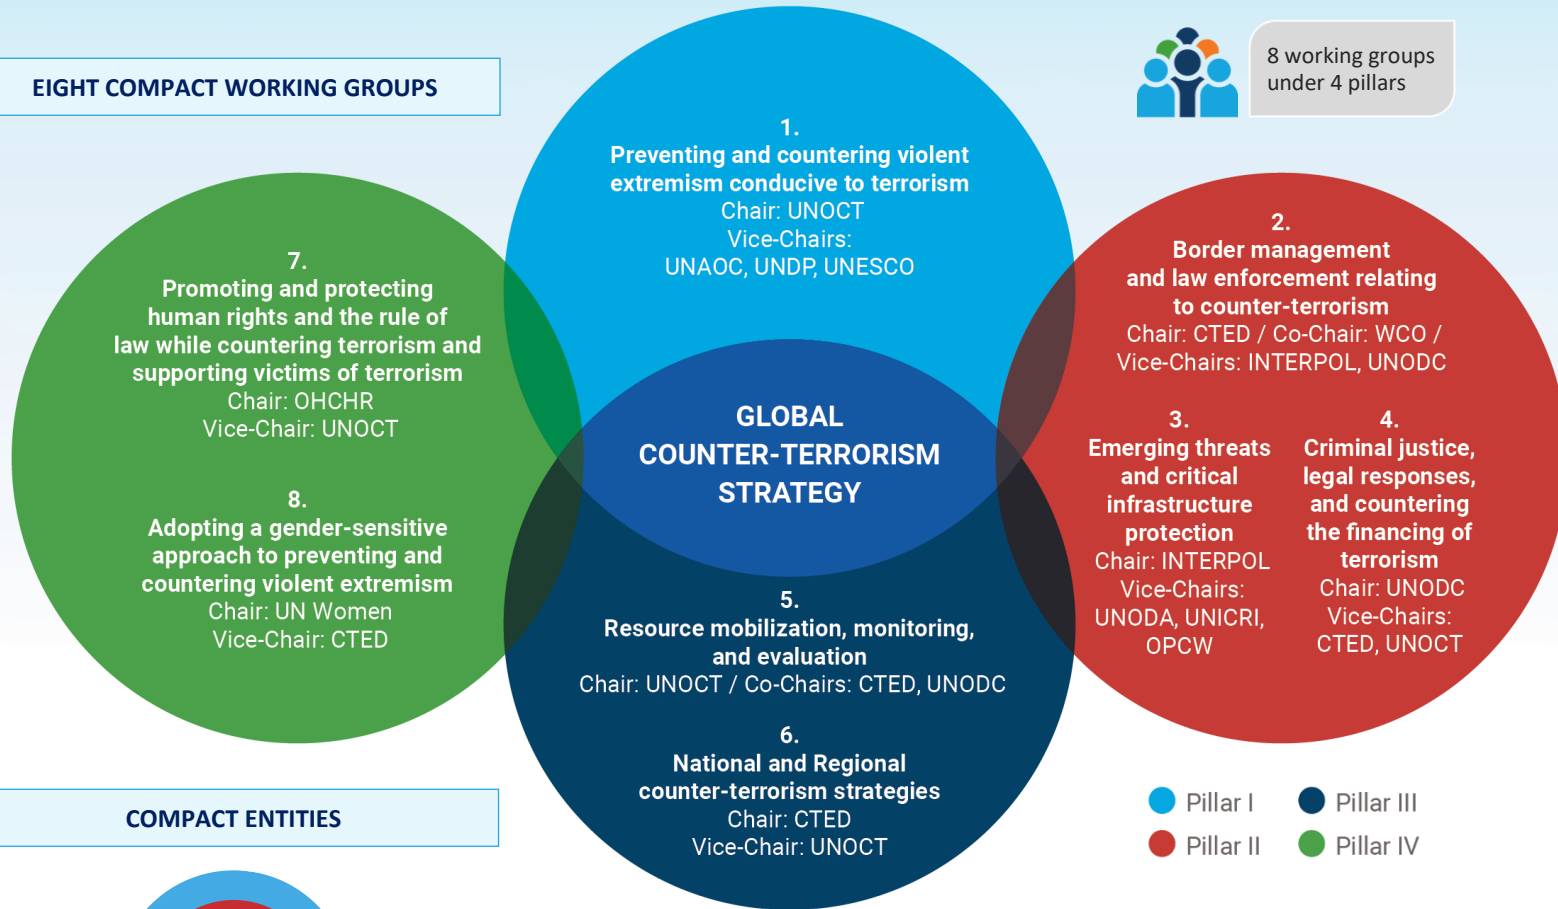 EIGHT COMPACT WORKING GROUPS
8 working groups
under 4 pillars
1.
Preventing and countering violent
extremism conducive to terrorism
Chair: UNOCT
Vice-Chairs:
UNAOC, UNDP, UNESCO
2.
Border management
and law enforcement relating
to counter-terrorism
Chair: CTED / Co-Chair: WCO /
Vice-Chairs: INTERPOL, UNODC
3.
Emerging threats
and critical
infrastructure
protection
Chair: INTERPOL
Vice-Chairs:
UNODA, UNICRI,
OPCW
4.
Criminal justice,
legal responses,
and countering
the financing of
terrorism
Chair: UNODC
Vice-Chairs:
CTED, UNOCT
GLOBAL
COUNTER-TERRORISM
STRATEGY
5.
Resource mobilization, monitoring,
and evaluation
Chair: UNOCT / Co-Chairs: CTED, UNODC
6.
National and Regional
counter-terrorism strategies
Chair: CTED
Vice-Chair: UNOCT
7.
Promoting and protecting
human rights and the rule of
law while countering terrorism and
supporting victims of terrorism
Chair: OHCHR
Vice-Chair: UNOCT
8.
Adopting a gender-sensitive
approach to preventing and
countering violent extremism
Chair: UN Women
Vice-Chair: CTED
Pillar I
Pillar III
Pillar II
Pillar IV
COMPACT ENTITIES